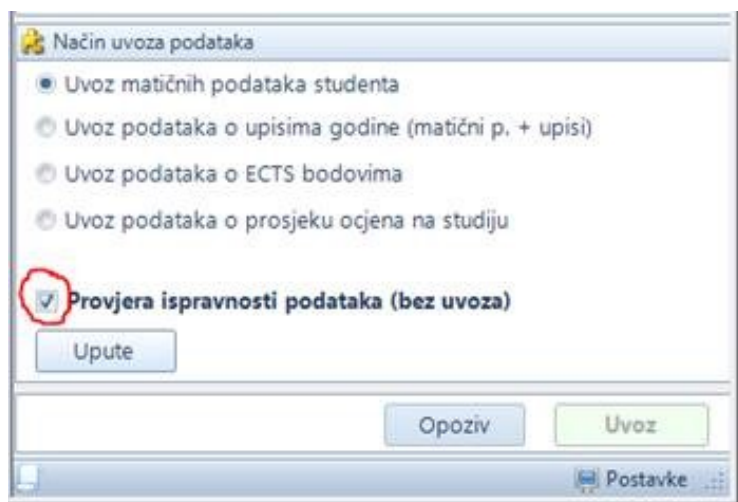 Način uvoza podataka
Uvoz matičnih podataka studenta
Uvoz podataka o upisima godine (matični p. + upisi)
Uvoz podataka o ECTS bodovima
Uvoz podataka o prosjeku ocjena na studiju
Provjera ispravnosti podataka (bez uvoza)
Upute
Opoziv Uvoz
Postavke